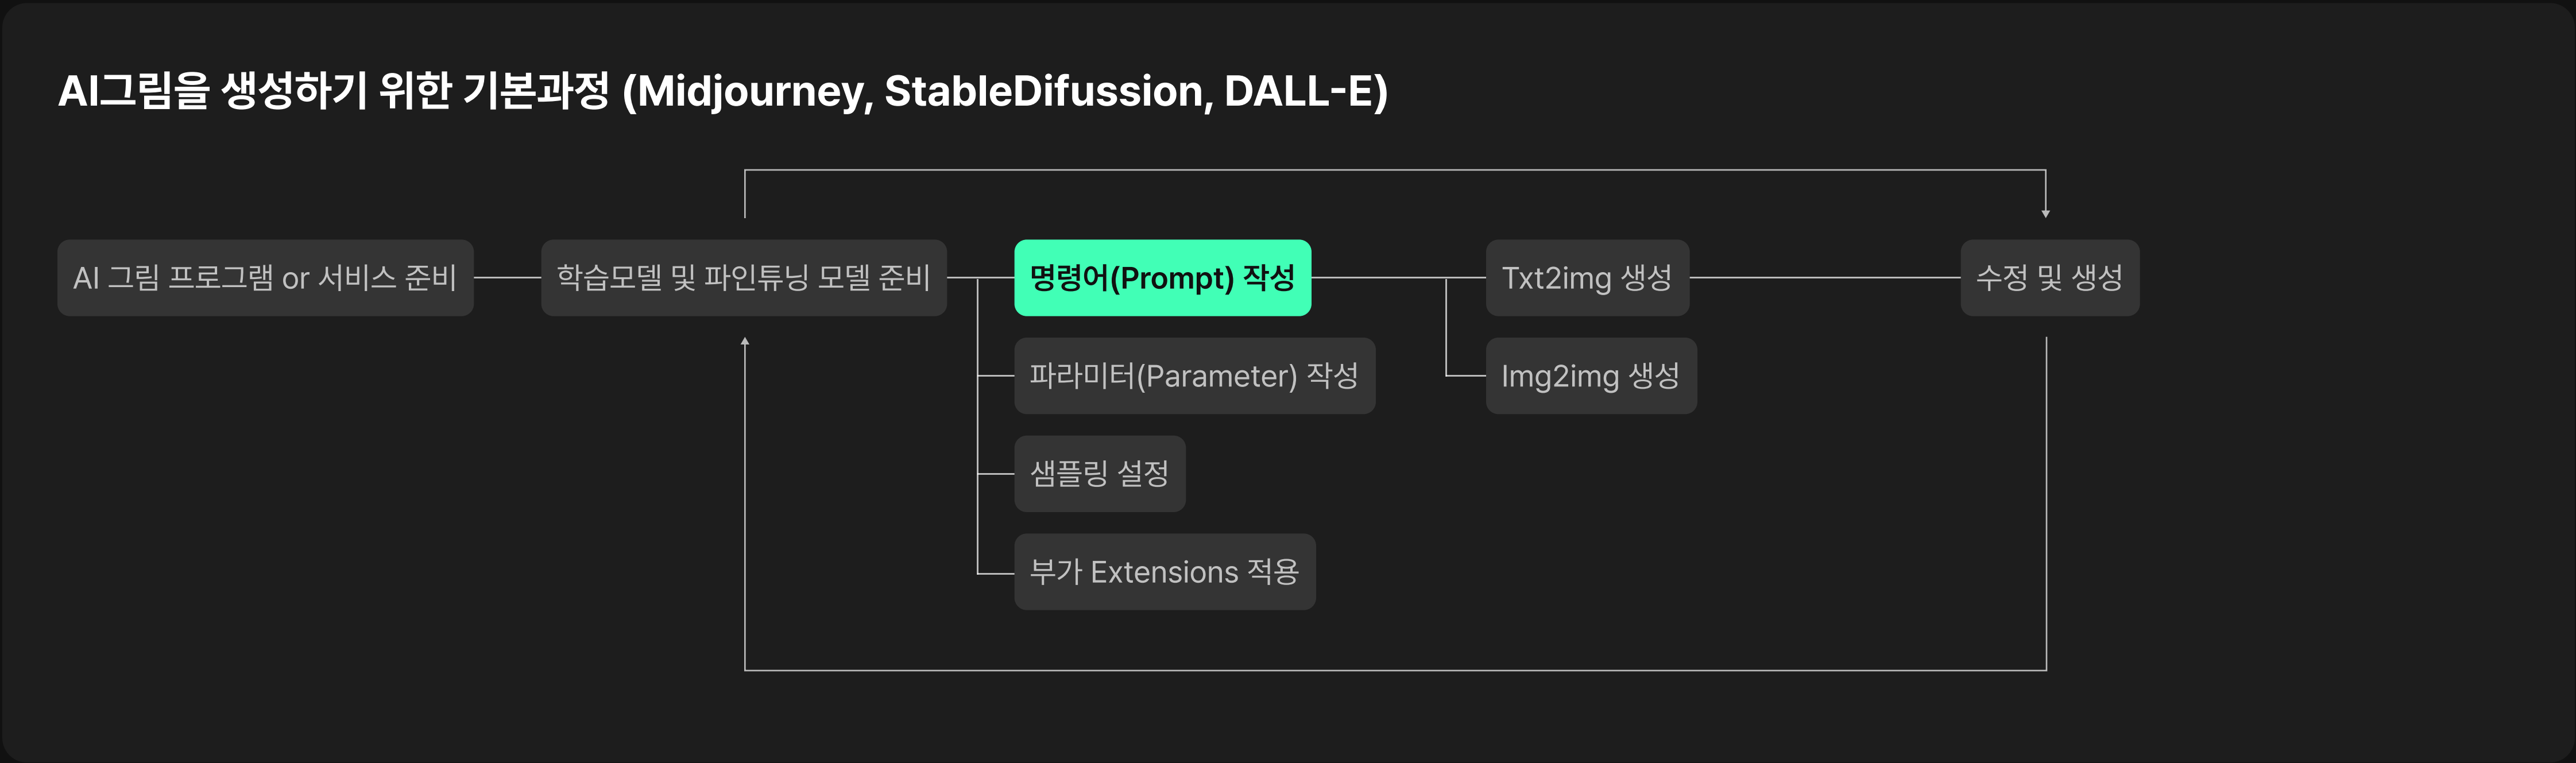 AI그림을 생성하기 위한 기본과정 (Midjourney, StableDifussion, DALL-E)
AI 그림 프로그램 or 서비스 준비
학습모델 및 파인튜닝 모델 준비
명령어(Prompt) 작성
파라미터(Parameter) 작성
샘플링 설정
부가 Extensions 적용
Txt2img 생성
Img2img 생성
수정 및 생성